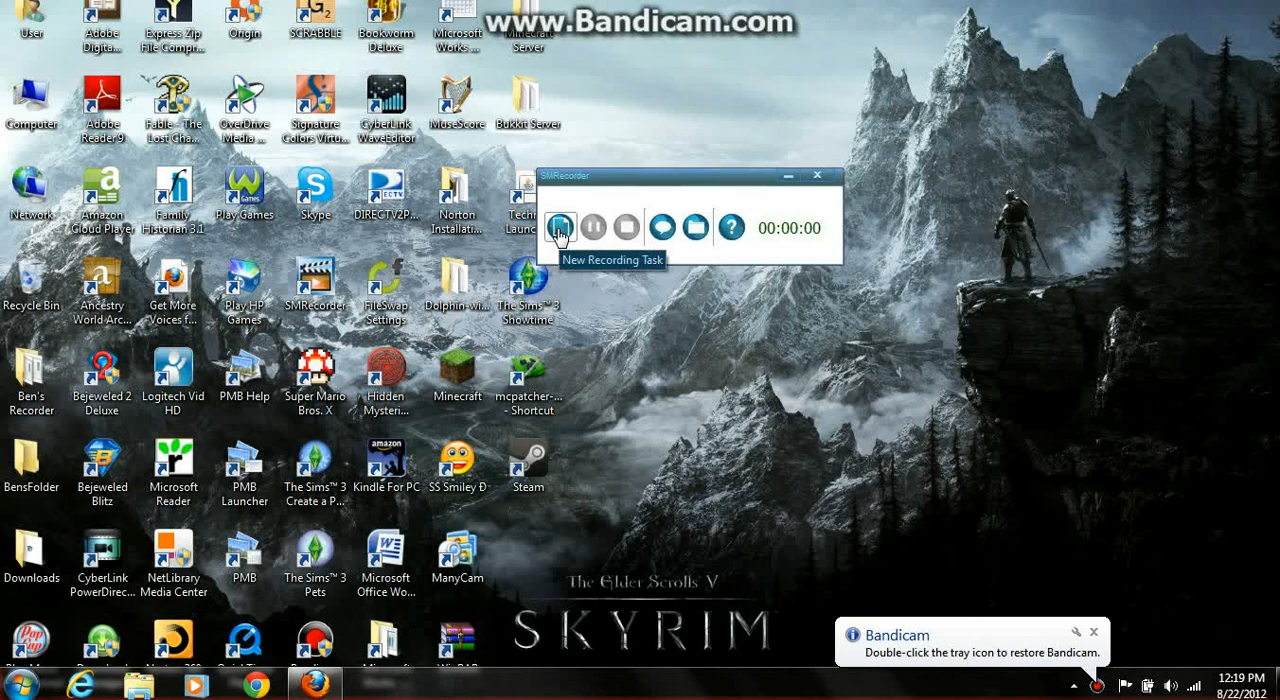 www.Bandicam.com
User
Adobe
Digita...
Express Zip
File Compr...
Origin
SCRABBLE
Bookworm
Deluxe
Microsoft
Works ...
Minecraft
Server
Computer
Adobe
Reader 9
Fable - The
Lost Cha...
OverDrive
Media ...
Signature
Colors Virtu...
CyberLink
WaveEditor
MuseScore
Bukkit Server
Network
Amazon
Cloud Player
Family
Historian 3.1
Play Games
Skype
DIRECTV2P...
Norton
Installati...
SMRecorder
00:00:00
New Recording Task
Recycle Bin
Ancestry
World Arc...
Get More
Voices f...
Play HP
Games
SMRecorder
FileSwap
Settings
Dolphin-wi...
The Sims™ 3
Showtime
Ben's
Recorder
Bejeweled 2
Deluxe
Logitech Vid
HD
PMB Help
Super Mario
Bros. X
Hidden
Mysteri...
Minecraft
mcpatcher-...
- Shortcut
BensFolder
Bejeweled
Blitz
Microsoft
Reader
PMB
Launcher
The Sims™ 3
Create a P...
amazon
Kindle For PC
SS Smiley Đ
Steam
Downloads
CyberLink
PowerDirec...
NetLibrary
Media Center
PMB
The Sims™ 3
Pets
Microsoft
Office Wo...
ManyCam
The Elder Scrolls V
SKYRIM
Bandicam
Double-click the tray icon to restore Bandicam.
12:19 PM
8/22/2012